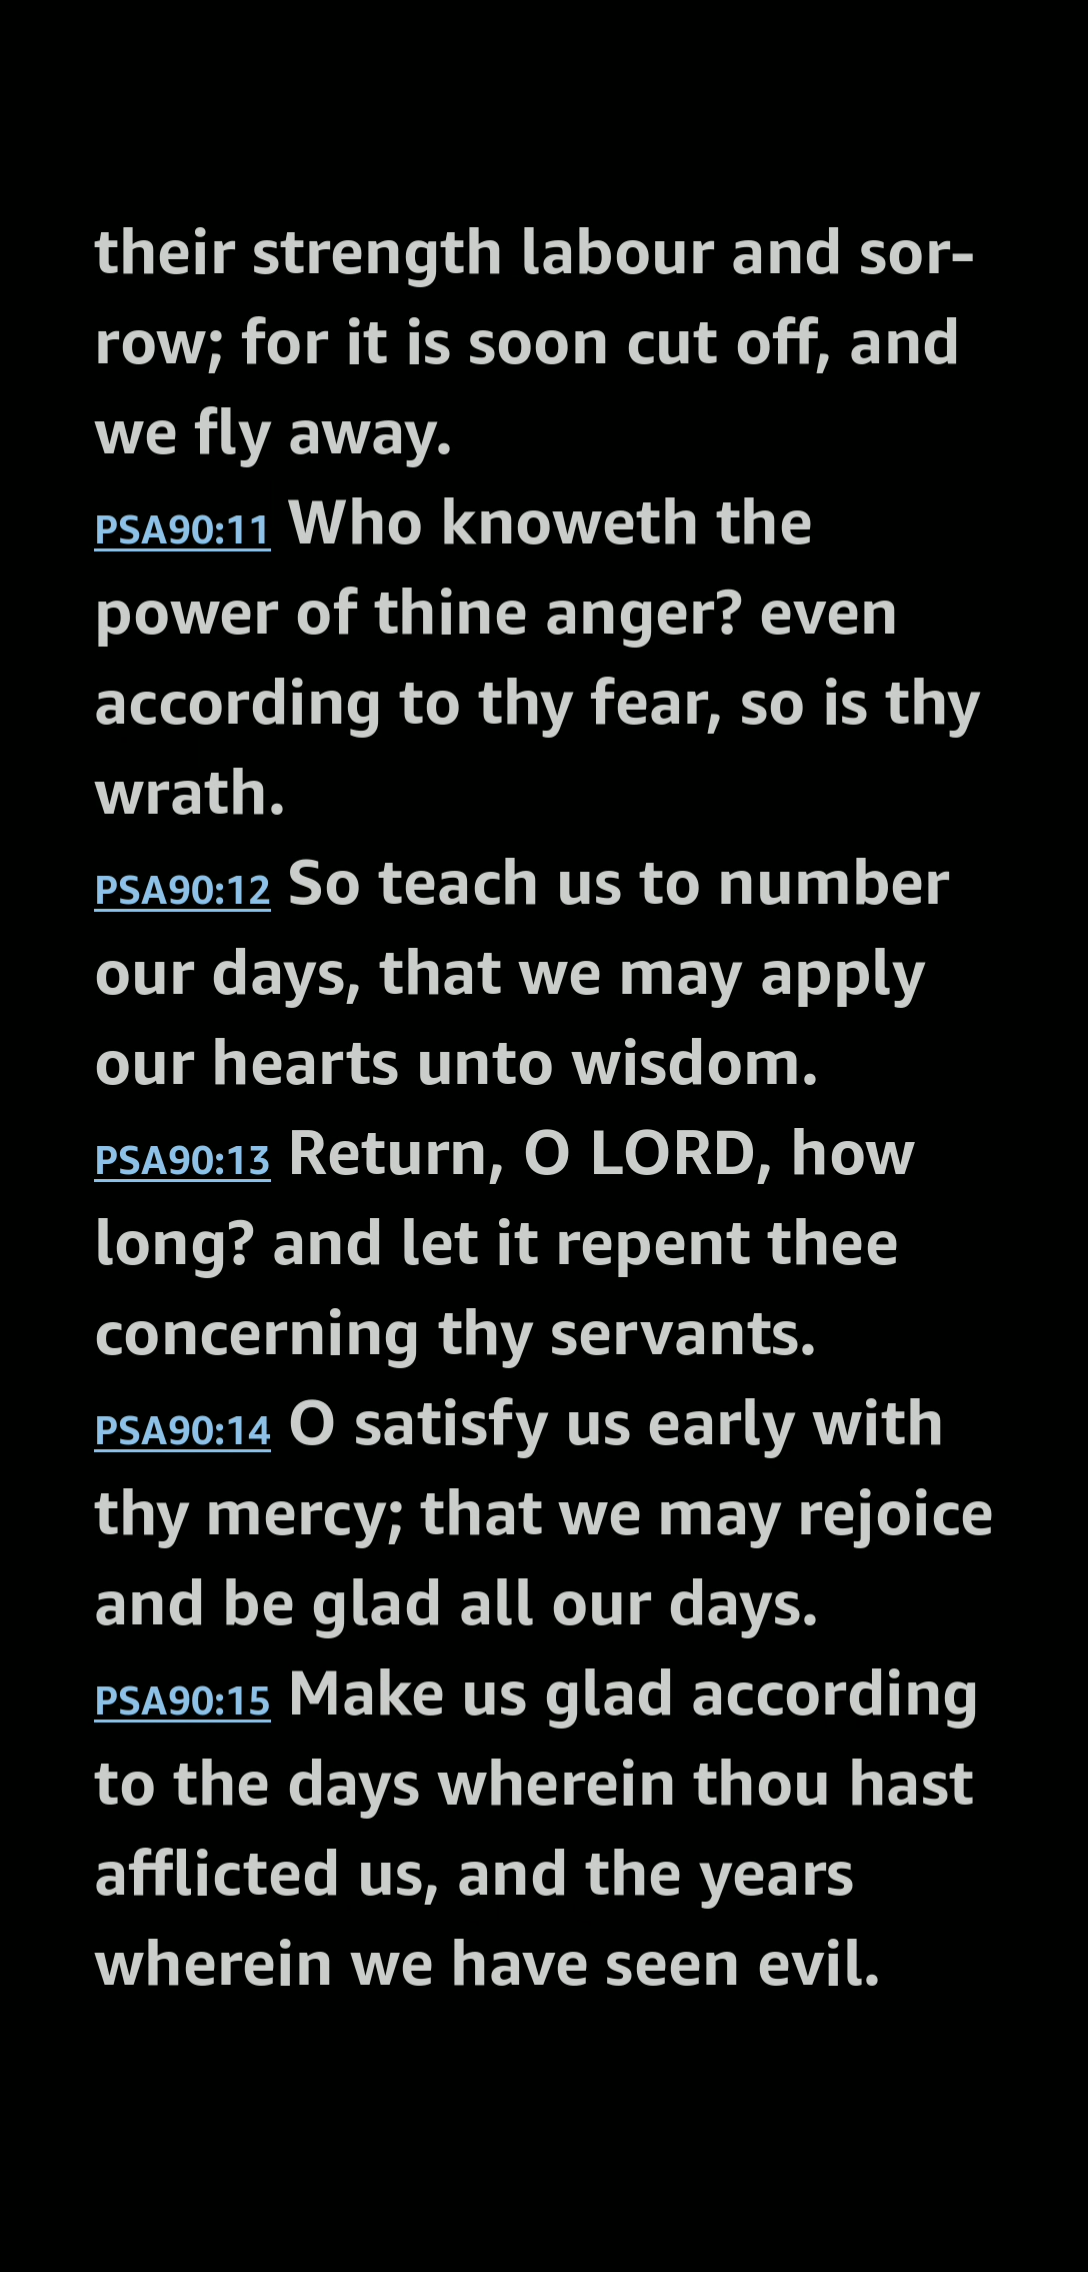 their strength labour and sor-
row; for it is soon cut off, and
we fly away.
PSA90:11 Who knoweth the
power of thine anger? even
according to thy fear, so is thy
wrath.
PSA90:12 So teach us to number
our days, that we may apply
our hearts unto wisdom.
PSA90:13 Return, O LORD, how
long? and let it repent thee
concerning thy servants.
PSA90:14 O satisfy us early with
thy mercy; that we may rejoice
and be glad all our days.
PSA90:15 Make us glad according
to the days wherein thou hast
afflicted us, and the years
wherein we have seen evil.